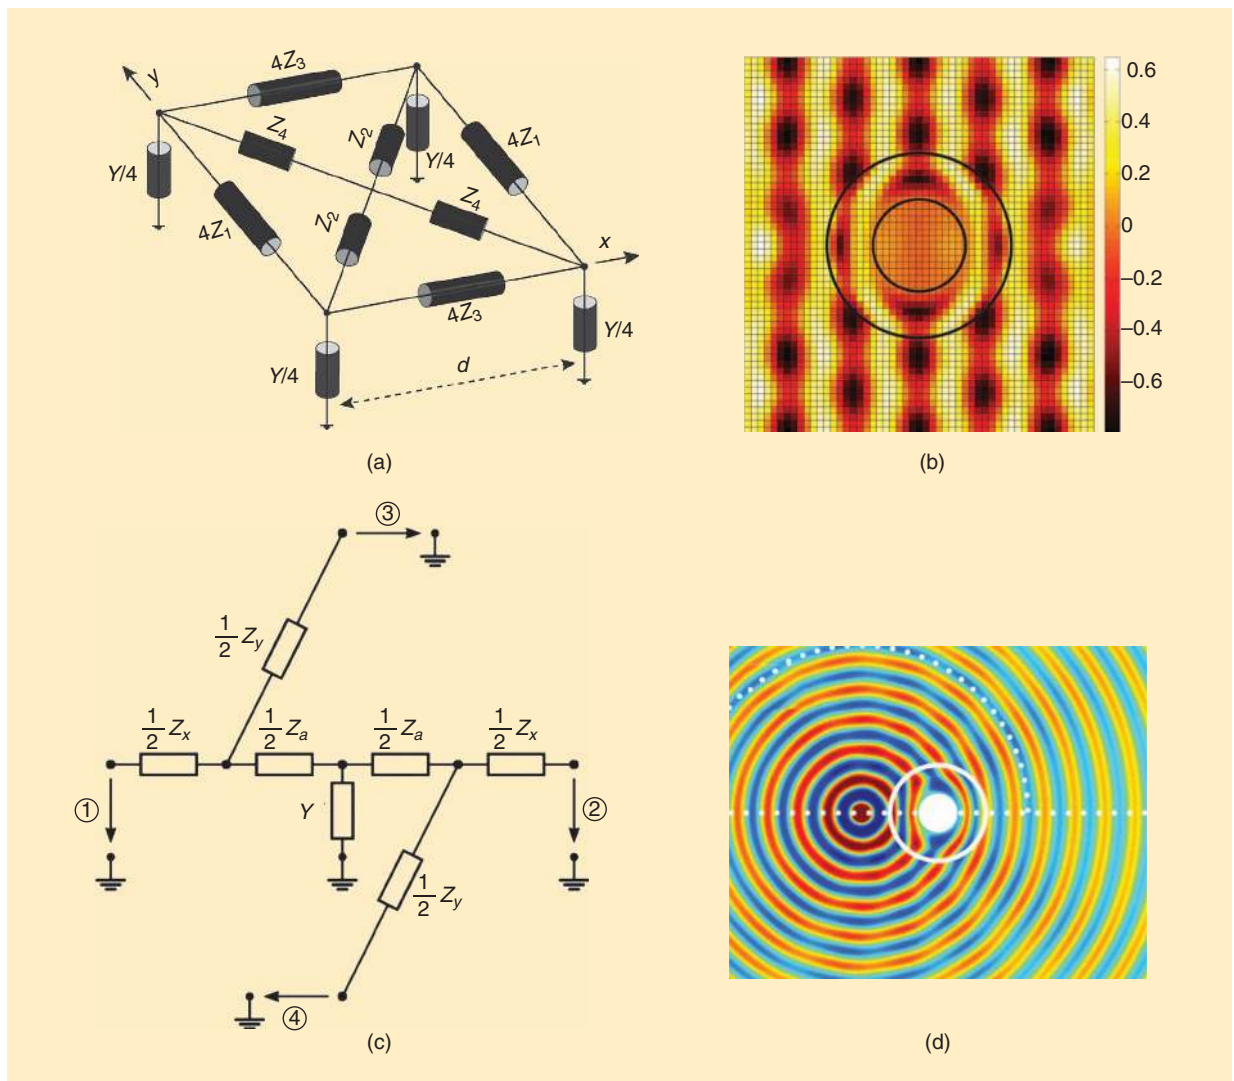 y
4Z3
Z4
Z2
Y/4
4Z1
Y/4
4Z1
Z2
Z4
x
4Z3
Y/4
Y/4
d
(a)
0.6
0.4
0.2
0
−0.2
−0.4
−0.6
(b)
③
1/2 Zy
1/2 Zx
1/2 Za
1/2 Za
1/2 Zx
①
Y
②
1/2 Zy
④
(c)
(d)